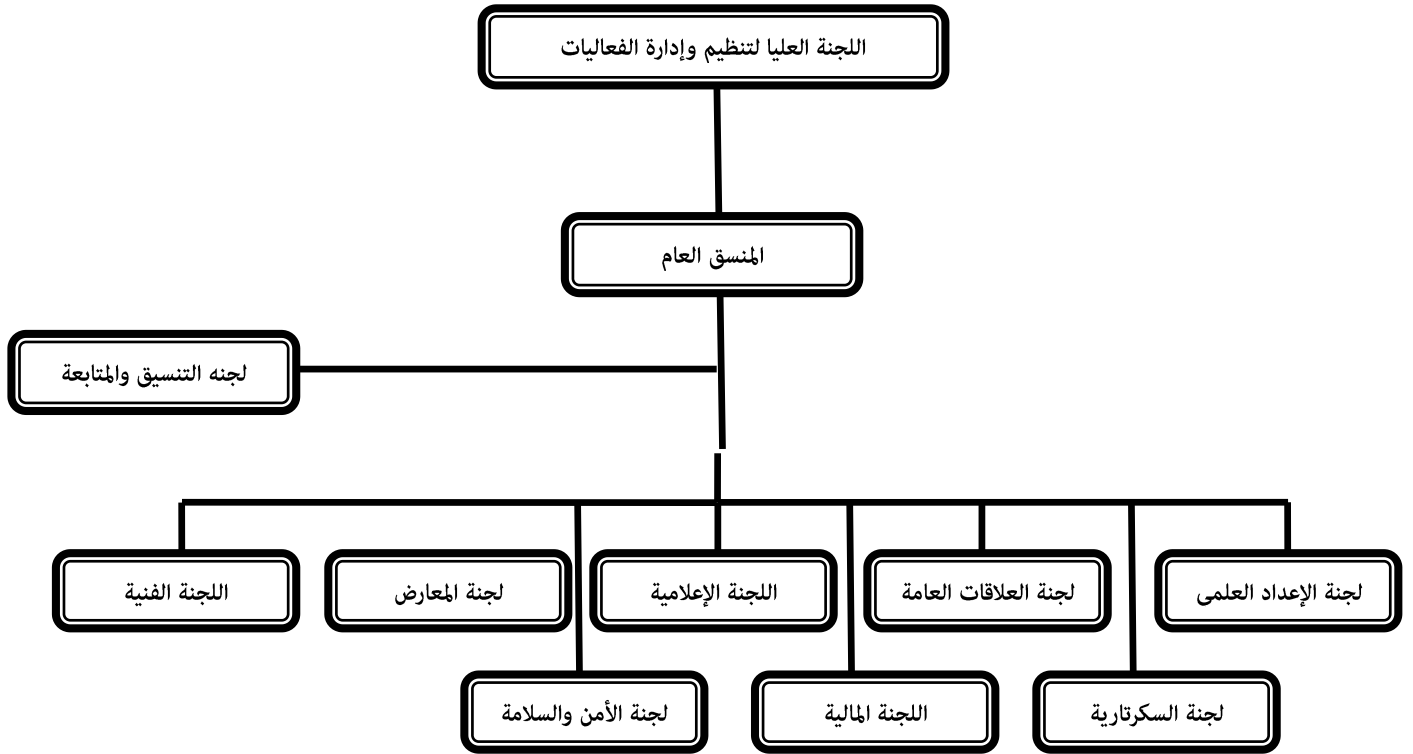 اللجنة العليا لتنظيم وإدارة الفعاليات
المنسق العام
لجنه التنسيق والمتابعة
لجنة الإعداد العلمى
لجنة العلاقات العامة
اللجنة الإعلامية
لجنة المعارض
اللجنة الفنية
لجنة السكرتارية
اللجنة المالية
لجنة الأمن والسلامة